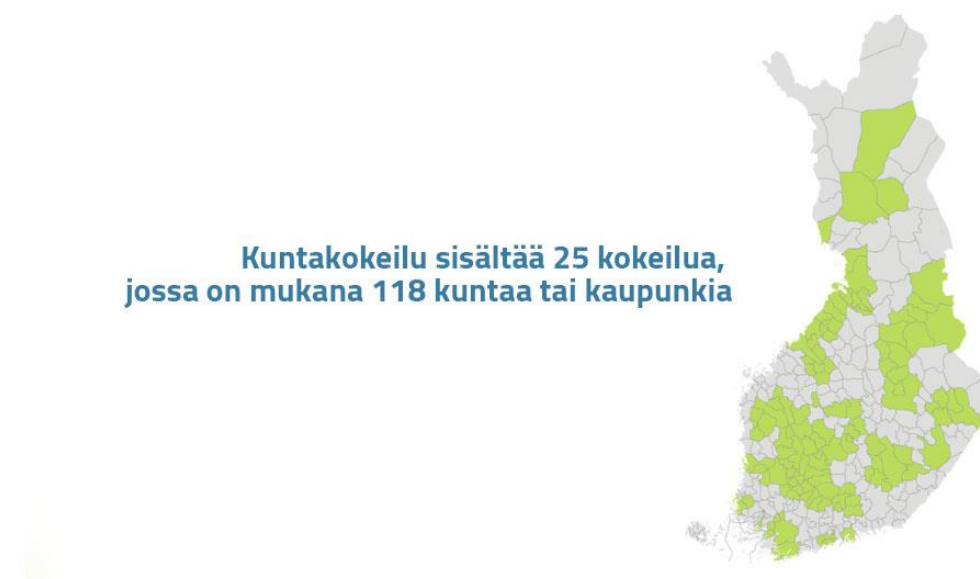 Kuntakokeilu sisältää 25 kokeilua,
jossa on mukana 118 kuntaa tai kaupunkia